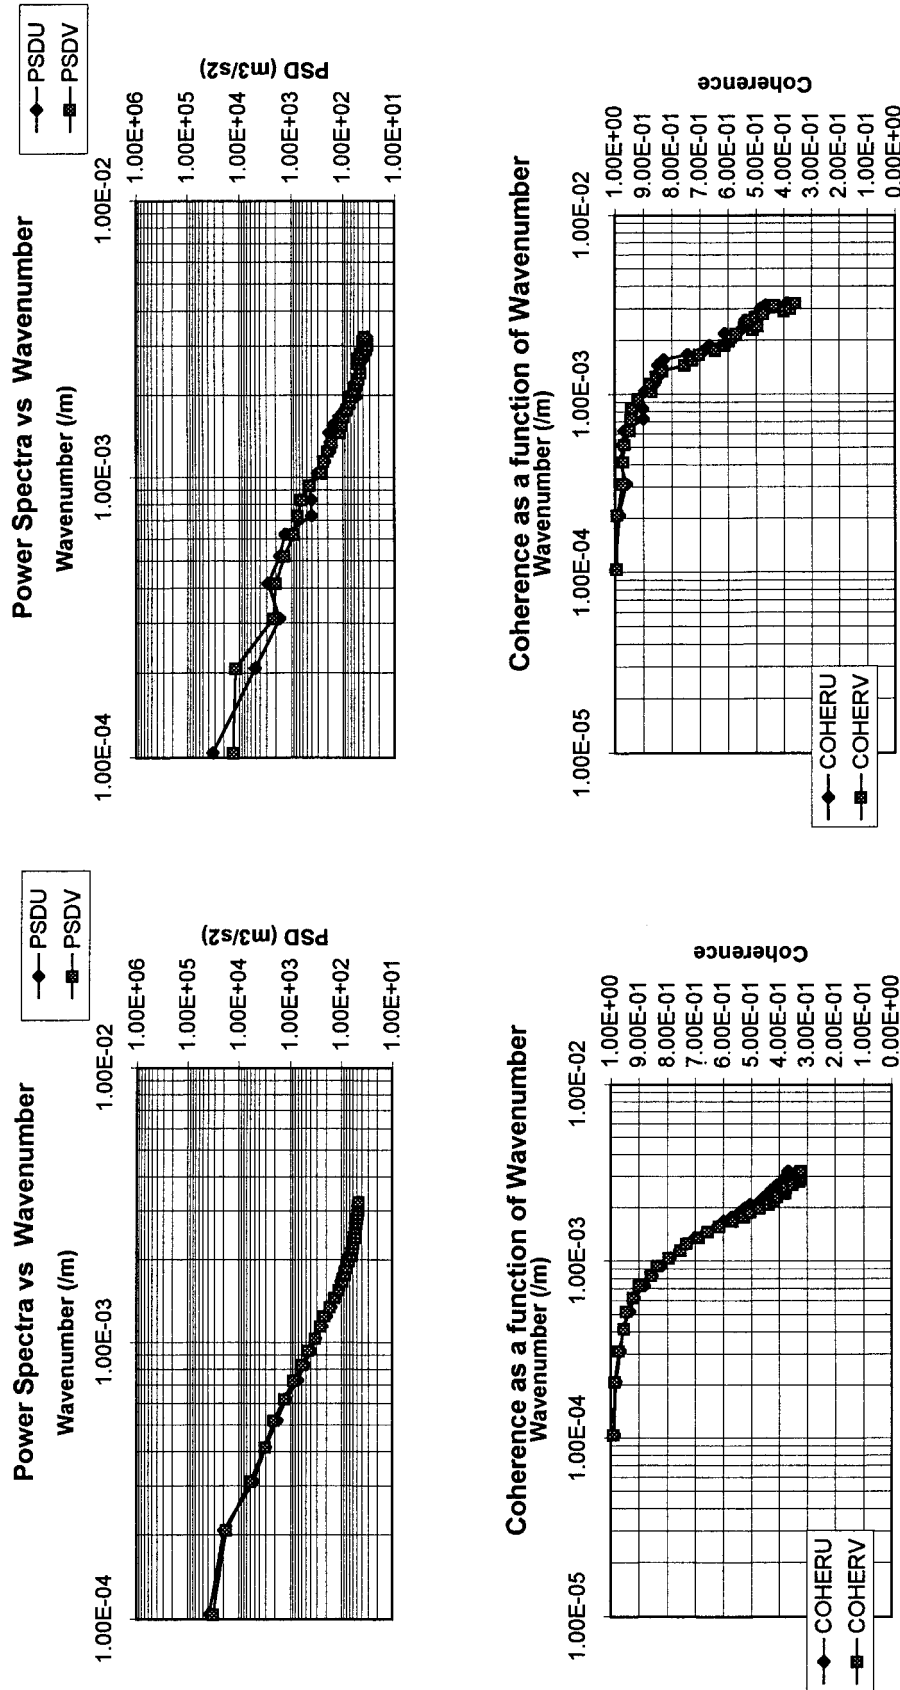 Power Spectra vs Wavenumber
Wavenumber (/m)
1.00E-04
1.00E-03
1.00E-02
1.00E+06
1.00E+05
1.00E+04
1.00E+03
1.00E+02
1.00E+01
PSD (m3/s2)
PSDU
PSDV
Power Spectra vs Wavenumber
Wavenumber (/m)
1.00E-04
1.00E-03
1.00E-02
1.00E+06
1.00E+05
1.00E+04
1.00E+03
1.00E+02
1.00E+01
PSD (m3/s2)
PSDU
PSDV
Coherence as a function of Wavenumber
Wavenumber (/m)
1.00E-05
1.00E-04
1.00E-03
1.00E-02
1.00E+00
9.00E-01
8.00E-01
7.00E-01
6.00E-01
5.00E-01
4.00E-01
3.00E-01
2.00E-01
1.00E-01
0.00E+00
Coherence
COHERU
COHERV
Coherence as a function of Wavenumber
Wavenumber (/m)
1.00E-05
1.00E-04
1.00E-03
1.00E-02
1.00E+00
9.00E-01
8.00E-01
7.00E-01
6.00E-01
5.00E-01
4.00E-01
3.00E-01
2.00E-01
1.00E-01
0.00E+00
Coherence
COHERU
COHERV